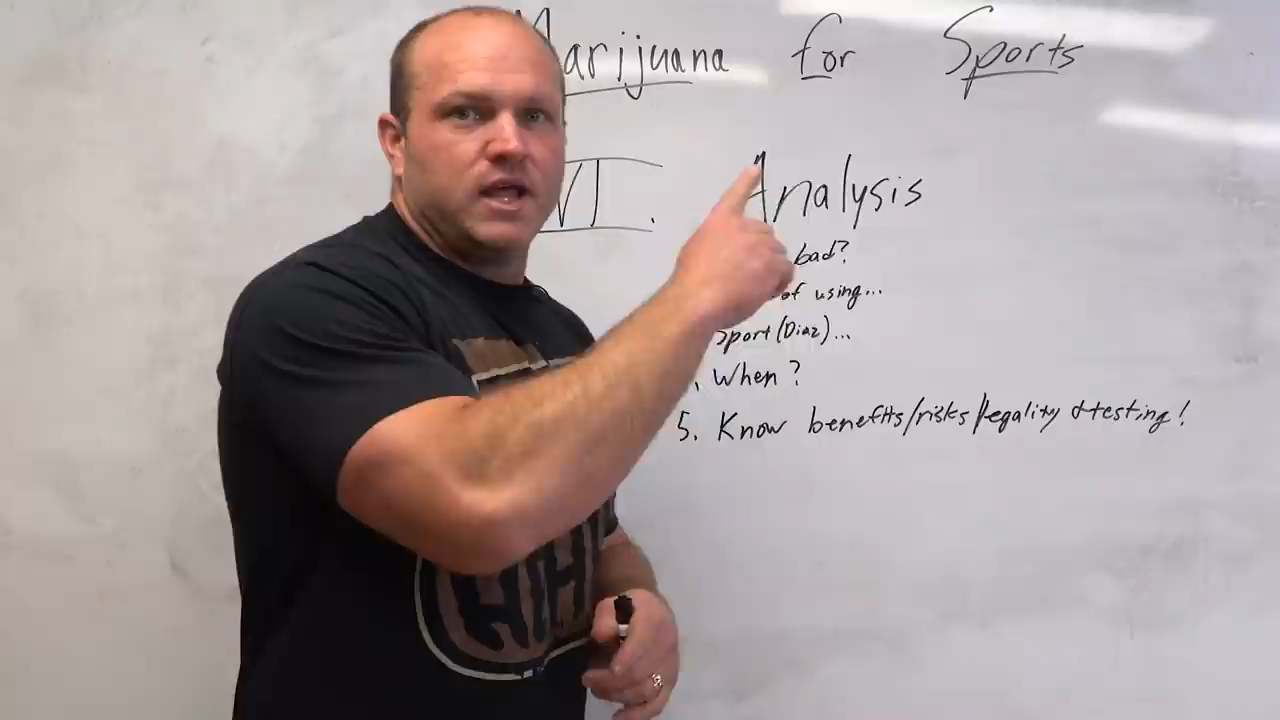 Marijuana for Sports
VI. Analysis
bad?
of using...
Sport (Diaz)...
. When?
5. Know benefits/risks/legality & testing!